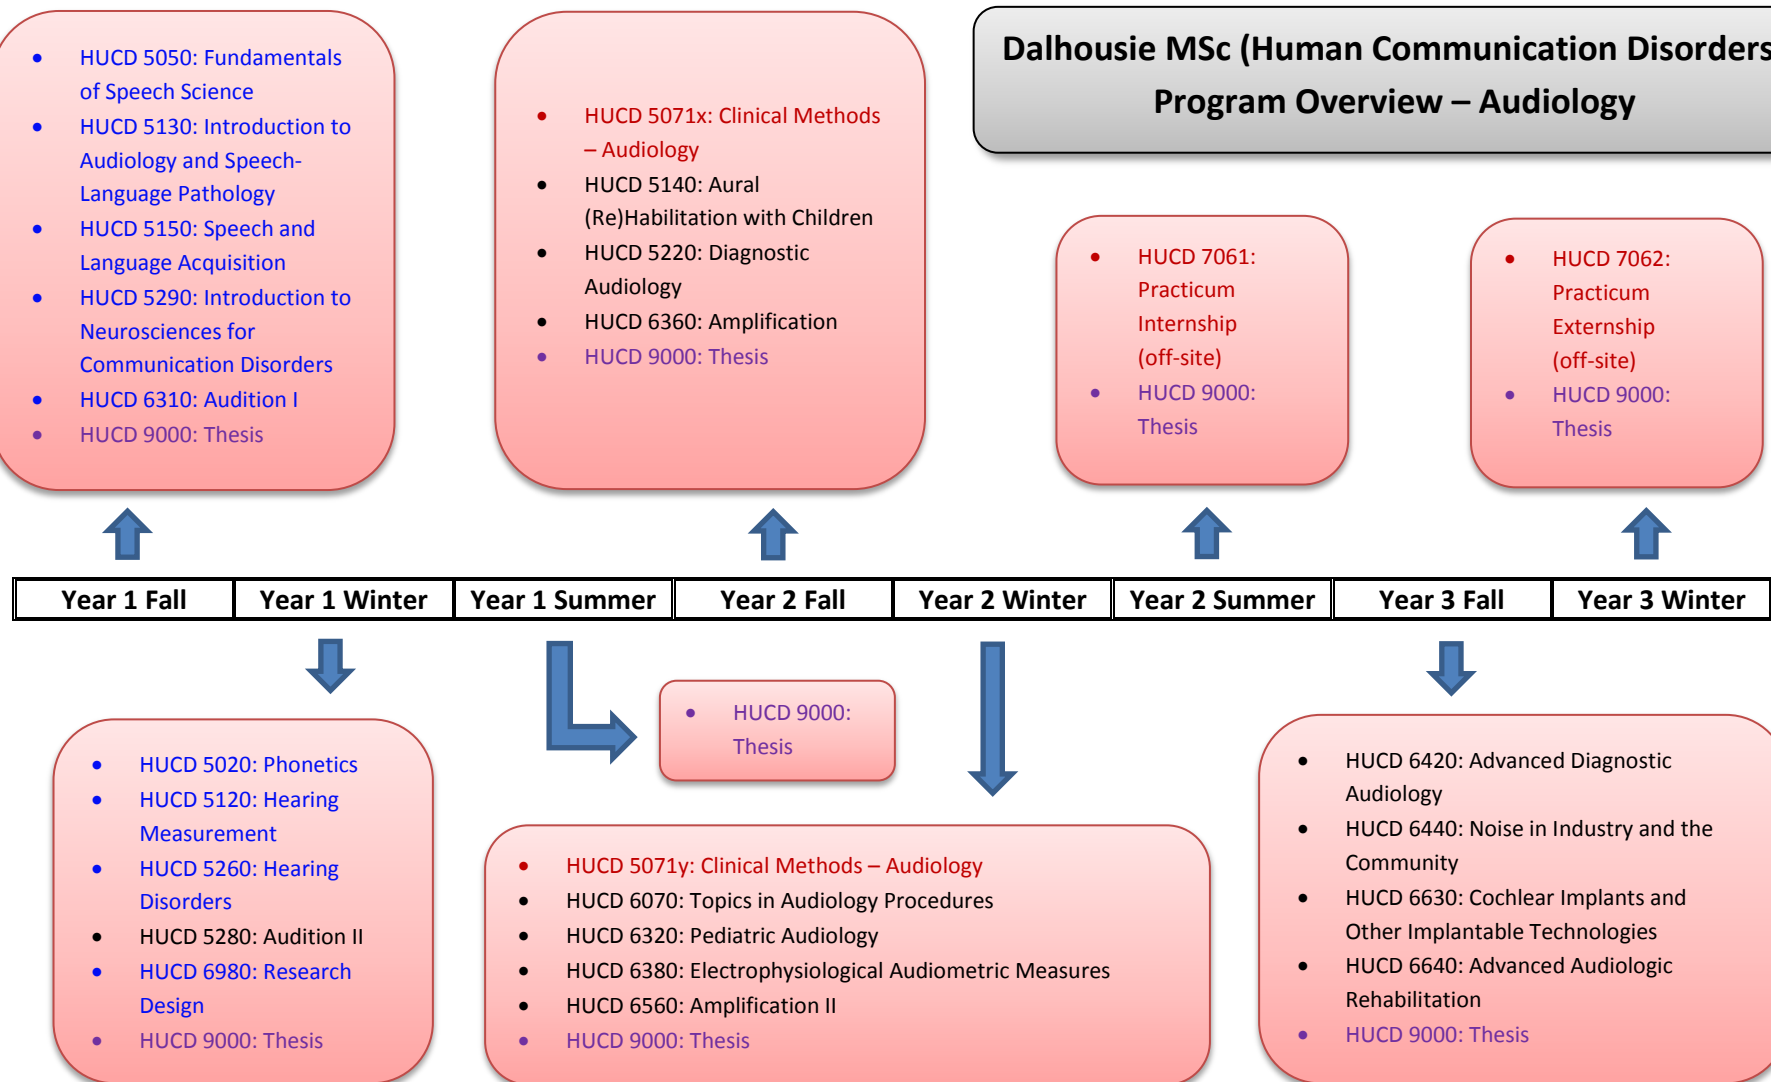 Dalhousie MSc (Human Communication Disorders
Program Overview – Audiology
• HUCD 5050: Fundamentals
of Speech Science
• HUCD 5130: Introduction to
Audiology and Speech-
Language Pathology
• HUCD 5150: Speech and
Language Acquisition
• HUCD 5290: Introduction to
Neurosciences for
Communication Disorders
• HUCD 6310: Audition I
• HUCD 9000: Thesis
• HUCD 5071x: Clinical Methods
– Audiology
• HUCD 5140: Aural
(Re)Habilitation with Children
• HUCD 5220: Diagnostic
Audiology
• HUCD 6360: Amplification
• HUCD 9000: Thesis
• HUCD 7061:
Practicum
Internship
(off-site)
• HUCD 9000:
Thesis
• HUCD 7062:
Practicum
Externship
(off-site)
• HUCD 9000:
Thesis
Year 1 Fall Year 1 Winter Year 1 Summer Year 2 Fall Year 2 Winter Year 2 Summer Year 3 Fall Year 3 Winter
• HUCD 5020: Phonetics
• HUCD 5120: Hearing
Measurement
• HUCD 5260: Hearing
Disorders
• HUCD 5280: Audition II
• HUCD 6980: Research
Design
• HUCD 9000: Thesis
• HUCD 9000:
Thesis
• HUCD 5071y: Clinical Methods – Audiology
• HUCD 6070: Topics in Audiology Procedures
• HUCD 6320: Pediatric Audiology
• HUCD 6380: Electrophysiological Audiometric Measures
• HUCD 6560: Amplification II
• HUCD 9000: Thesis
• HUCD 6420: Advanced Diagnostic
Audiology
• HUCD 6440: Noise in Industry and the
Community
• HUCD 6630: Cochlear Implants and
Other Implantable Technologies
• HUCD 6640: Advanced Audiologic
Rehabilitation
• HUCD 9000: Thesis